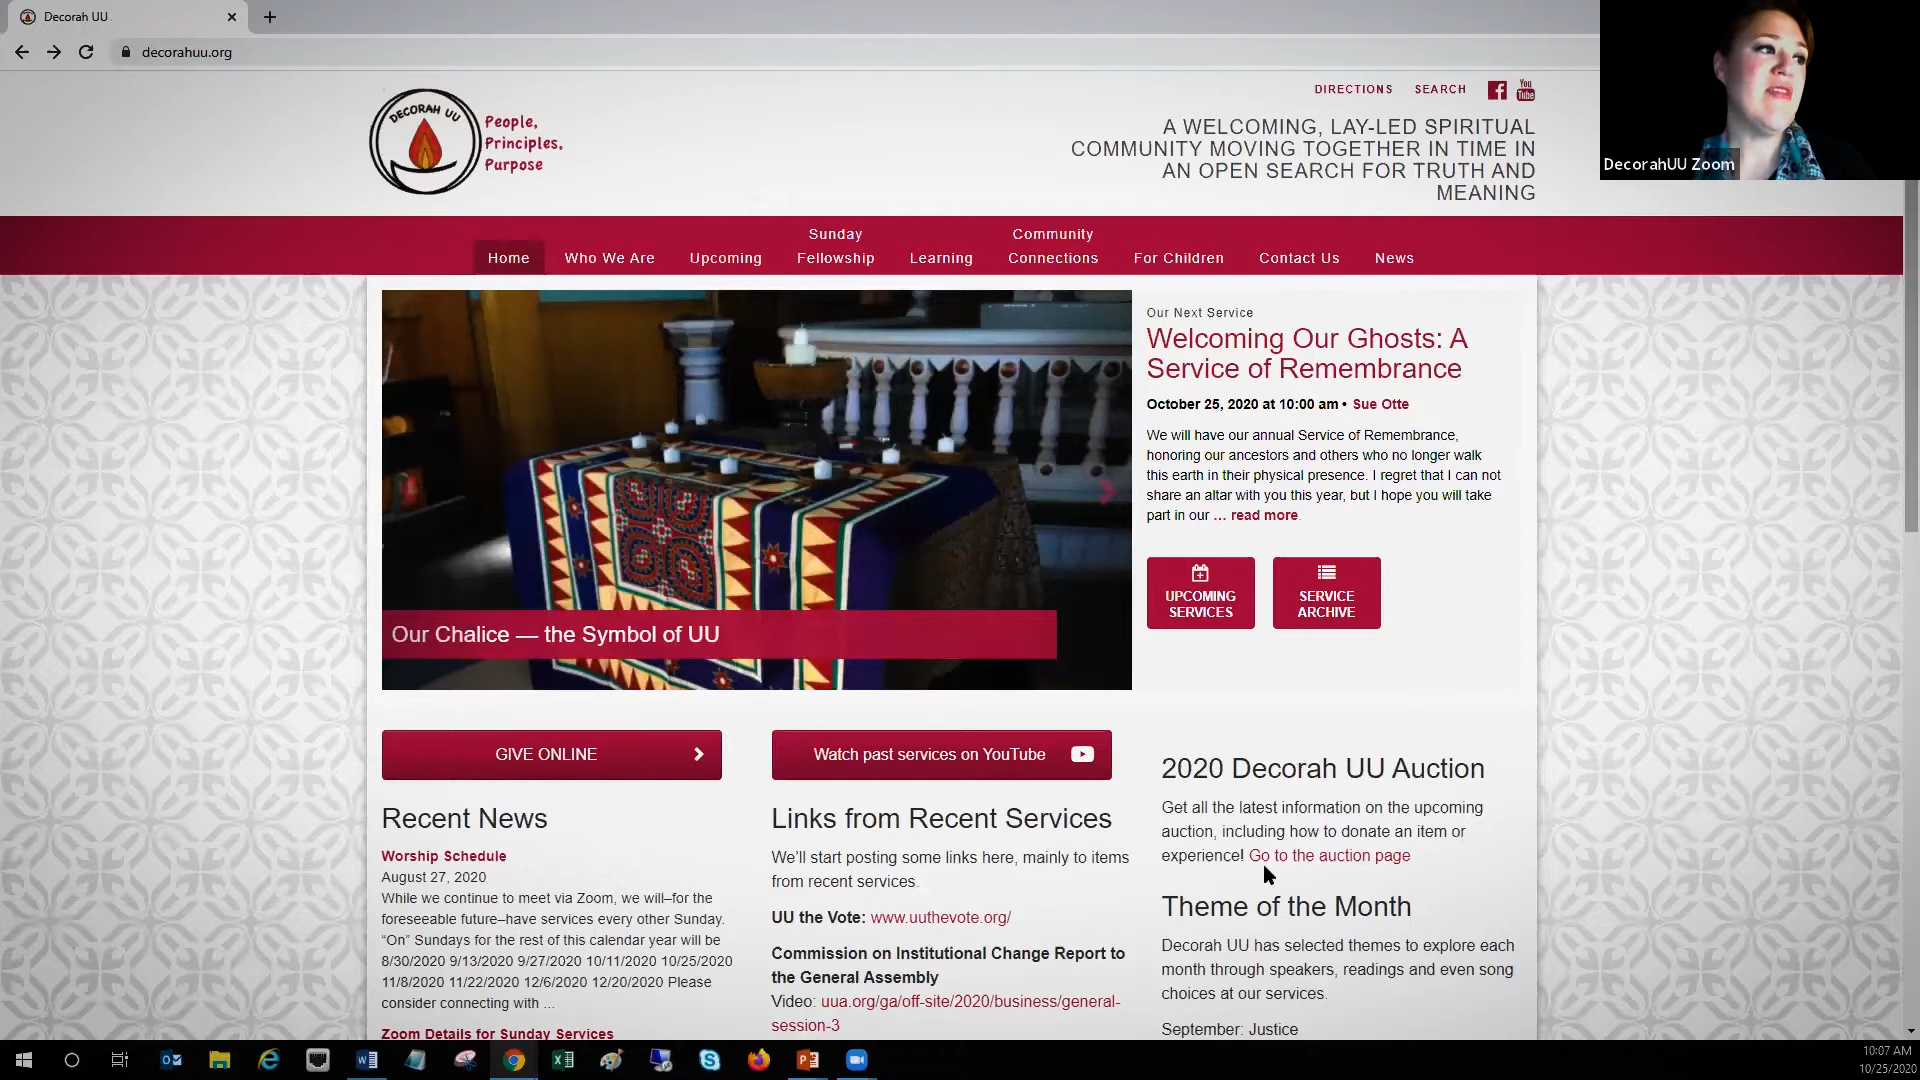 Decorah UU
decorahuu.org
DecorahUU Zoom
DECORAH UU
People,
Principles,
Purpose
DIRECTIONS SEARCH You Tube
A WELCOMING, LAY-LED SPIRITUAL
COMMUNITY MOVING TOGETHER IN TIME IN
AN OPEN SEARCH FOR TRUTH AND
MEANING
Home Who We Are Upcoming Sunday Fellowship Learning Community Connections For Children Contact Us News
Our Chalice — the Symbol of UU
Our Next Service
Welcoming Our Ghosts: A
Service of Remembrance
October 25, 2020 at 10:00 am • Sue Otte
We will have our annual Service of Remembrance,
honoring our ancestors and others who no longer walk
this earth in their physical presence. I regret that I can not
share an altar with you this year, but I hope you will take
part in our ... read more.
UPCOMING
SERVICES
SERVICE
ARCHIVE
GIVE ONLINE
Recent News
Worship Schedule
August 27, 2020
While we continue to meet via Zoom, we will–for the
foreseeable future–have services every other Sunday.
“On” Sundays for the rest of this calendar year will be
8/30/2020 9/13/2020 9/27/2020 10/11/2020 10/25/2020
11/8/2020 11/22/2020 12/6/2020 12/20/2020 Please
consider connecting with ...
Zoom Details for Sunday Services
Watch past services on YouTube
Links from Recent Services
We’ll start posting some links here, mainly to items
from recent services.
UU the Vote: www.uuthevote.org/
Commission on Institutional Change Report to
the General Assembly
Video: uua.org/ga/off-site/2020/business/general-
session-3
2020 Decorah UU Auction
Get all the latest information on the upcoming
auction, including how to donate an item or
experience! Go to the auction page
Theme of the Month
Decorah UU has selected themes to explore each
month through speakers, readings and even song
choices at our services.
September: Justice
10:07 AM
10/25/2020